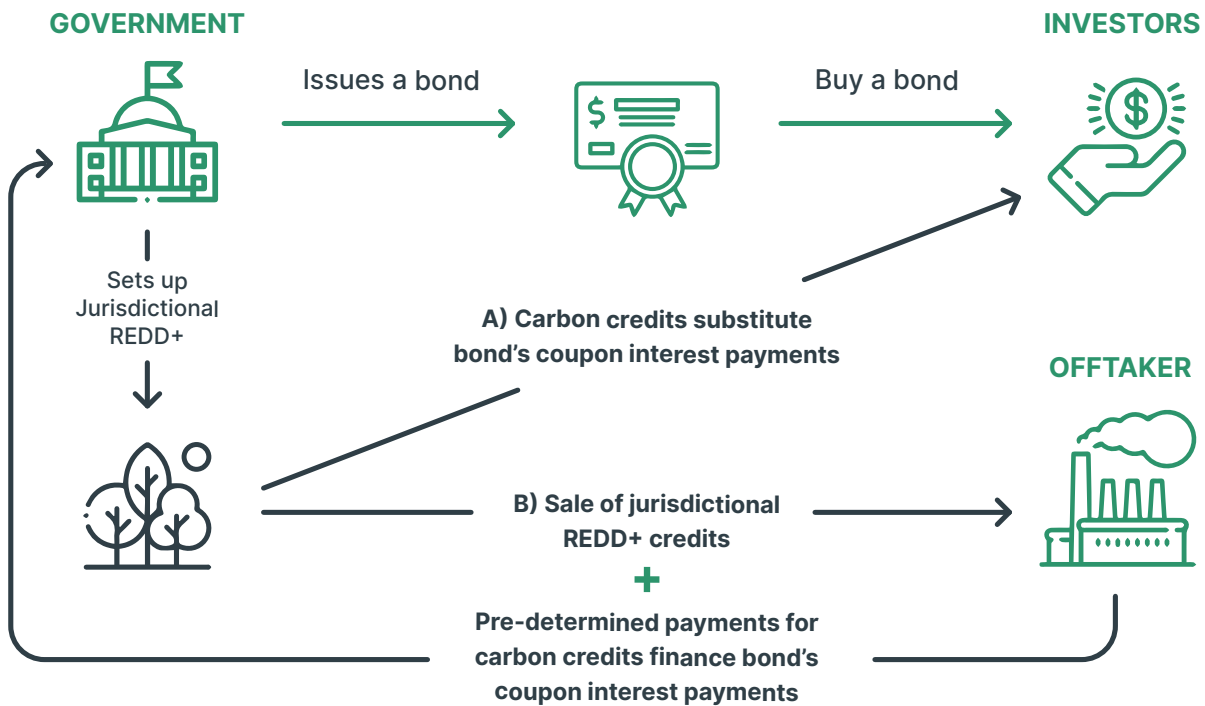 GOVERNMENT
INVESTORS
Issues a bond
Buy a bond
$
$
Sets up
Jurisdictional
REDD+
A) Carbon credits substitute
bond’s coupon interest payments
OFFTAKER
B) Sale of jurisdictional
REDD+ credits
+
Pre-determined payments for
carbon credits finance bond’s
coupon interest payments